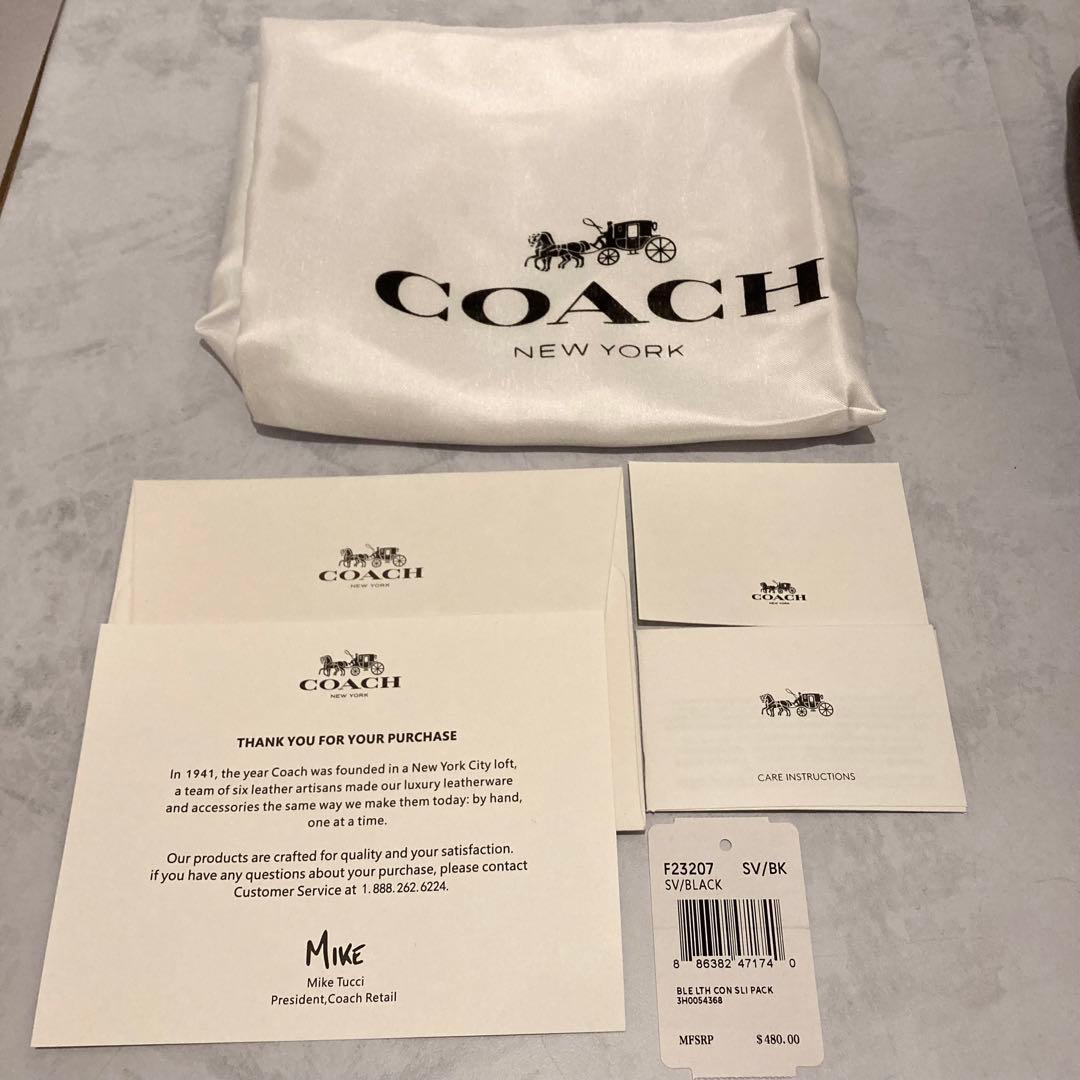 COACH
NEW YORK
COACH
NEW YORK
COACH
NEW YORK
COACH
NEW YORK
THANK YOU FOR YOUR PURCHASE
In 1941, the year Coach was founded in a New York City loft,
a team of six leather artisans made our luxury leatherware
and accessories the same way we make them today: by hand,
one at a time.
Our products are crafted for quality and your satisfaction.
if you have any questions about your purchase, please contact
Customer Service at 1.888.262.6224.
MIKE
Mike Tucci
President,Coach Retail
CARE INSTRUCTIONS
F23207 SV/BK
SV/BLACK
8 86382 47174 0
BLE LTH CON SLI PACK
3H0054368
MFSRP $480.00